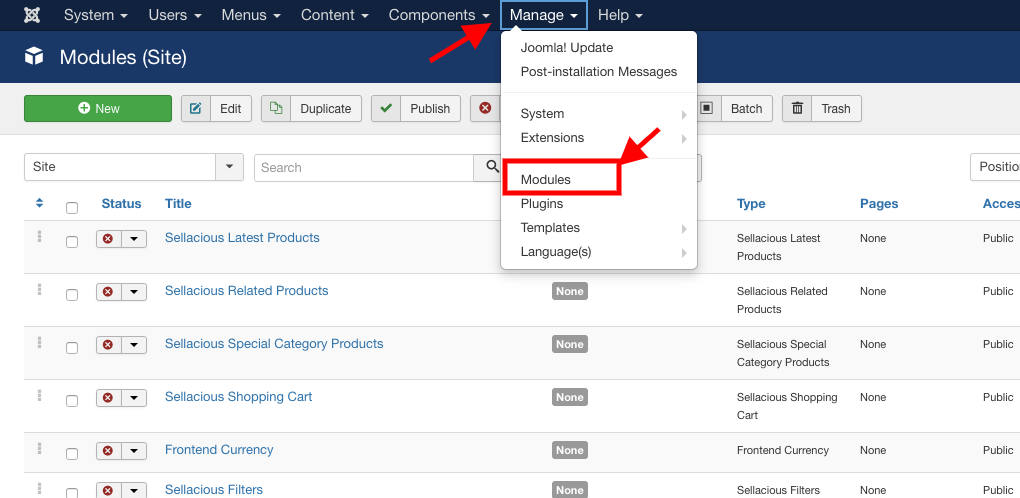 System Users Menus Content Components Manage Help
Modules (Site)
Joomla! Update
Post-installation Messages
System
Extensions
Modules
Plugins
Templates
Language(s)
New Edit Duplicate Publish Batch Trash
Site Search
Status Title Type Pages
Sellacious Latest Products Sellacious Latest None Public
Products
Sellacious Related Products None Sellacious Related None Public
Products
Sellacious Special Category Products None Sellacious Special None Public
Category Products
Sellacious Shopping Cart None Sellacious Shopping None Public
Cart
Frontend Currency None Frontend Currency None Public
Sellacious Filters None Sellacious Filters None Public